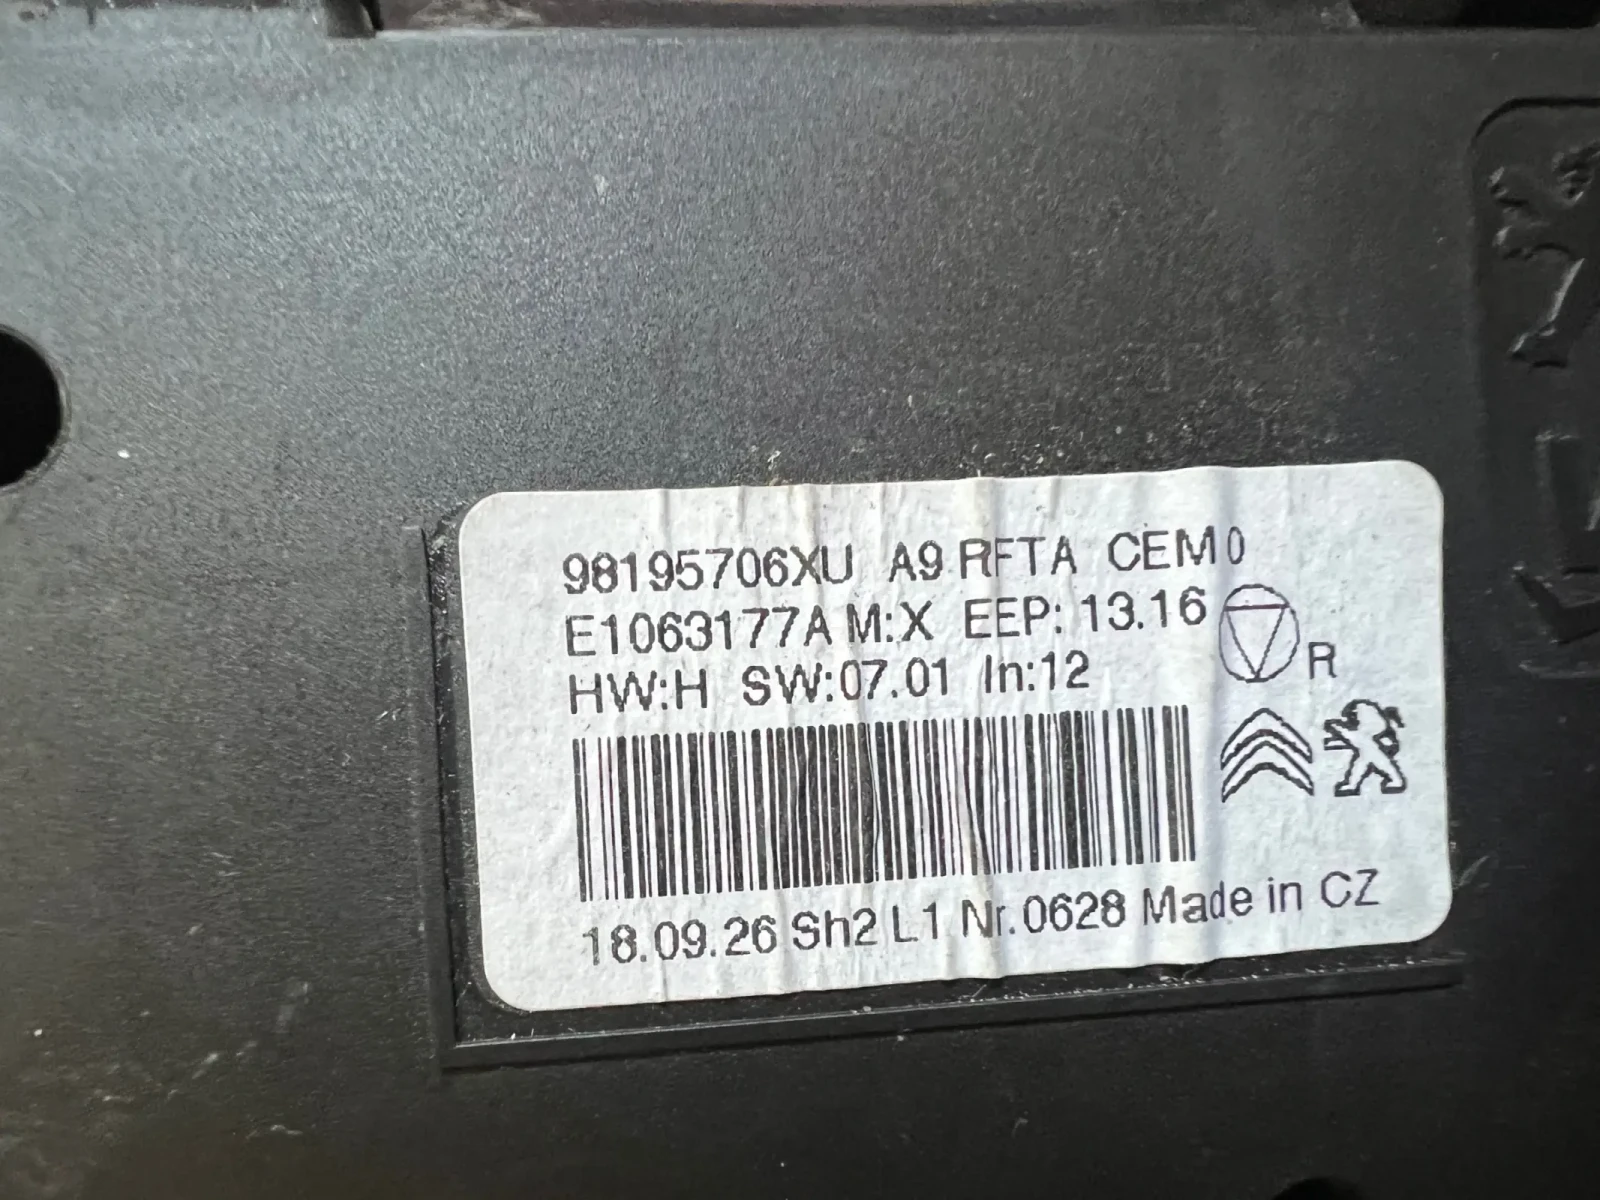 98195706XU A9 RFTA CEM0
E1063177A M:X EEP: 13.16
R
HW:H SW:07.01 In:12
18.09.26 Sh2 L1 Nr.0628 Made in CZ